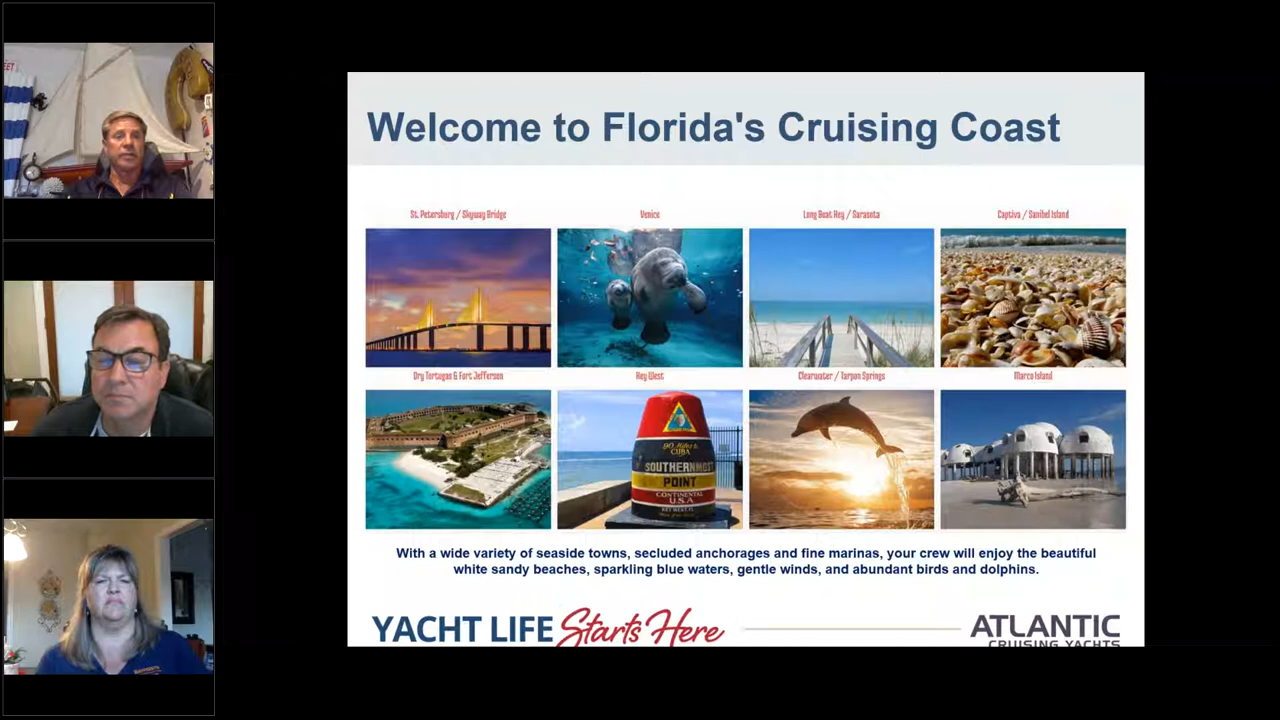 Welcome to Florida's Cruising Coast
St. Petersburg / Skyway Bridge
Venice
Long Boat Key / Sarasota
Captiva / Sanibel Island
Dry Tortugas & Fort Jefferson
Key West
Clearwater / Tarpon Springs
Marco Island
90 Miles to
CUBA
SOUTHERNMOST
POINT
CONTINENTAL
U.S.A
KEY WEST, FL
With a wide variety of seaside towns, secluded anchorages and fine marinas, your crew will enjoy the beautiful
white sandy beaches, sparkling blue waters, gentle winds, and abundant birds and dolphins.
YACHT LIFE Starts Here
ATLANTIC
CRUISING YACHTS